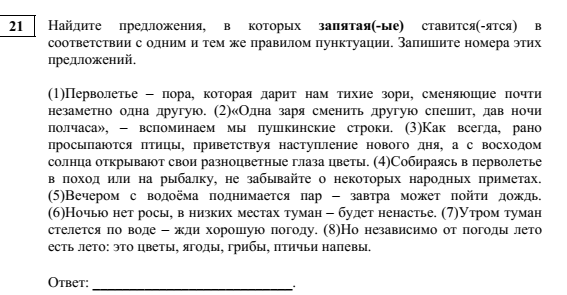 21 Найдите предложения, в которых запятая(-ые) ставится(-ятся) в
соответствии с одним и тем же правилом пунктуации. Запишите номера этих
предложений.
(1)Перволетье – пора, которая дарит нам тихие зори, сменяющие почти
незаметно одна другую. (2)«Одна заря сменить другую спешит, дав ночи
полчаса», – вспоминаем мы пушкинские строки. (3)Как всегда, рано
просыпаются птицы, приветствуя наступление нового дня, а с восходом
солнца открывают свои разноцветные глаза цветы. (4)Собираясь в перволетье
в поход или на рыбалку, не забывайте о некоторых народных приметах.
(5)Вечером с водоёма поднимается пар – завтра может пойти дождь.
(6)Ночью нет росы, в низких местах туман – будет ненастье. (7)Утром туман
стелется по воде – жди хорошую погоду. (8)Но независимо от погоды лето
есть лето: это цветы, ягоды, грибы, птичьи напевы.
Ответ: ___________________________.